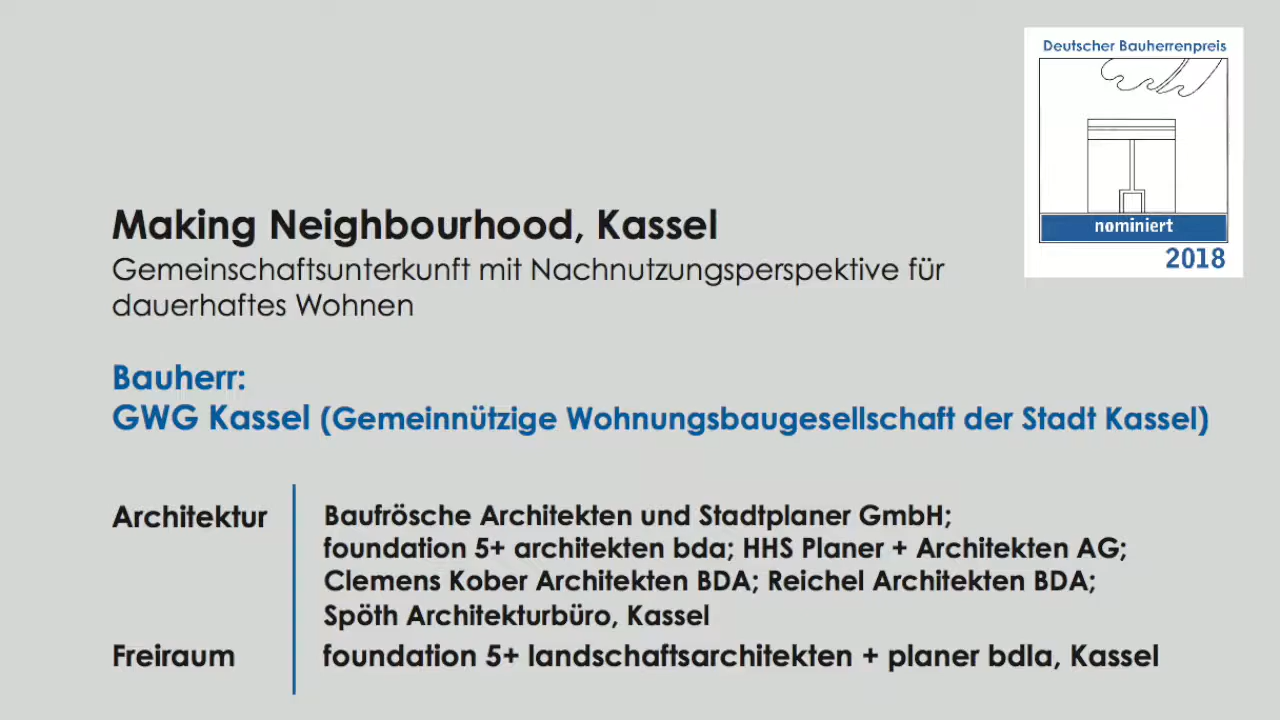 Deutscher Bauherrenpreis
nominiert
2018
Making Neighbourhood, Kassel
Gemeinschaftsunterkunft mit Nachnutzungsperspektive für
dauerhaftes Wohnen
Bauherr:
GWG Kassel (Gemeinnützige Wohnungsbaugesellschaft der Stadt Kassel)
Architektur
Baufrösche Architekten und Stadtplaner GmbH;
foundation 5+ architekten bda; HHS Planer + Architekten AG;
Clemens Kober Architekten BDA; Reichel Architekten BDA;
Spöth Architekturbüro, Kassel
Freiraum
foundation 5+ landschaftsarchitekten + planer bdla, Kassel